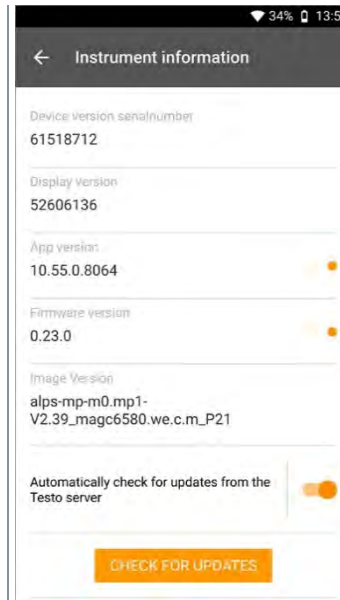 34% 13:5
Instrument information
Device version serialnumber
61518712
Display version
52606136
App version
10.55.0.8064
Firmware version
0.23.0
Image Version
alps-mp-m0.mp1-
V2.39_magc6580.we.c.m_P21
Automatically check for updates from the
Testo server
CHECK FOR UPDATES